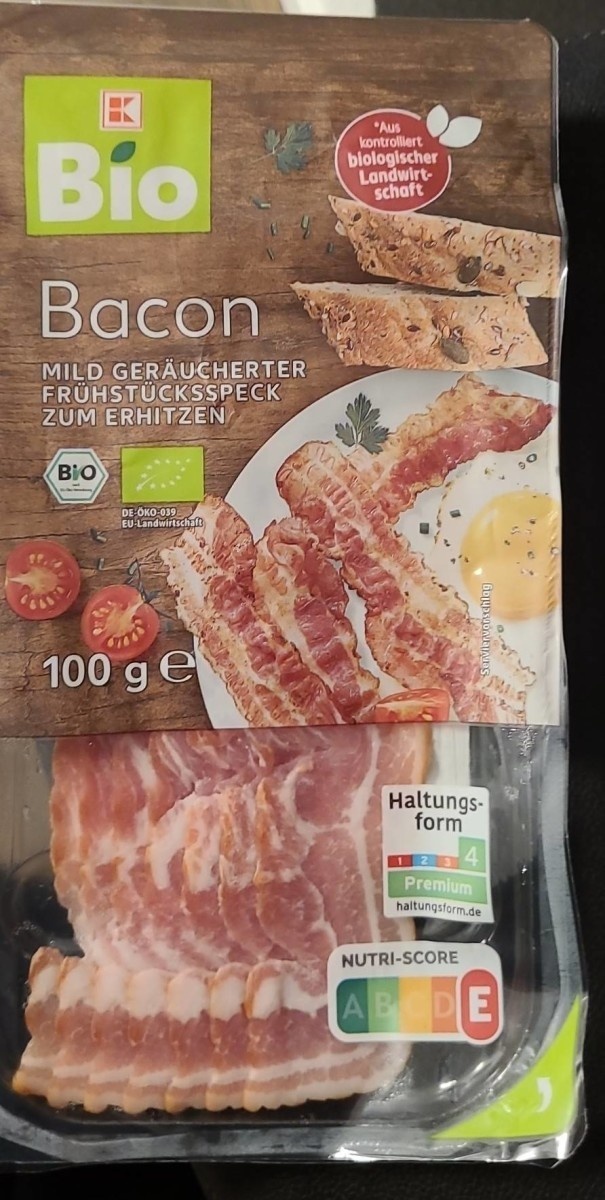 K
Bio
*Aus
kontrolliert
biologischer
Landwirt-
schaft
Bacon
MILD GERÄUCHERTER
FRÜHSTÜCKSSPECK
ZUM ERHITZEN
BIO
DE-ÖKO-039
EU-Landwirtschaft
Serviervorschlag
100 g e
Haltungs-
form
1 2 3 4
Premium
haltungsform.de
NUTRI-SCORE
A B C D E